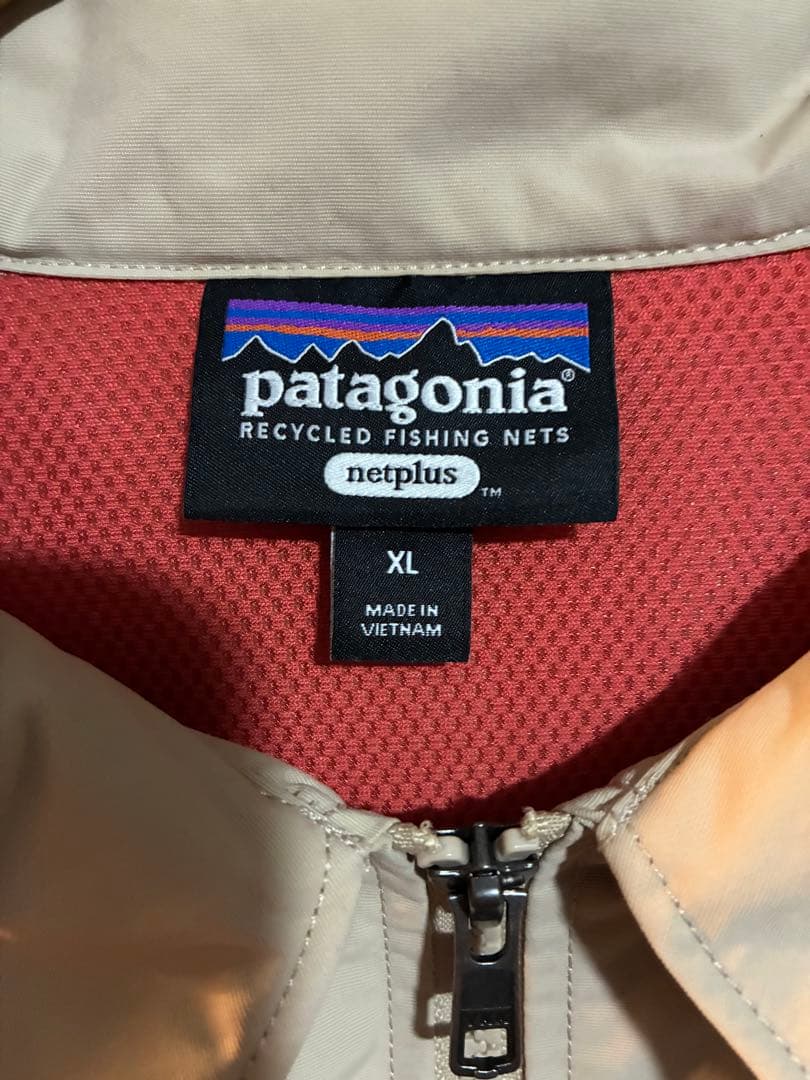 patagonia®
RECYCLED FISHING NETS
netplus ™
XL
MADE IN
VIETNAM